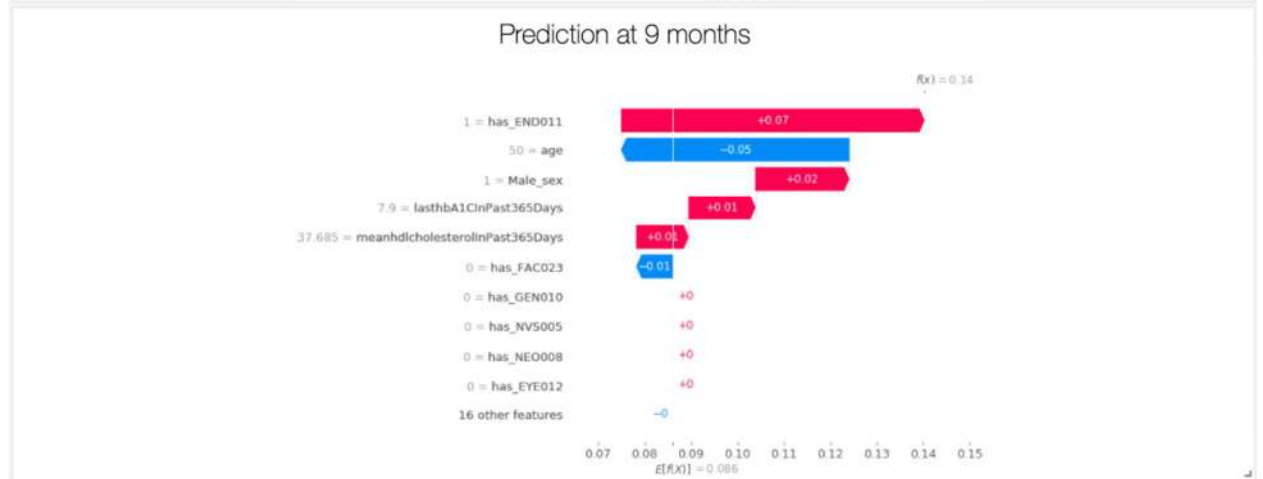 Prediction at 9 months
f(x) = 0.14
1 = has_END011 +0.07
50 = age −0.05
1 = Male_sex +0.02
7.9 = lasthbA1CInPast365Days +0.01
37.685 = meanhdlcholesterolInPast365Days +0.01
0 = has_FAC023 −0.01
0 = has_GEN010 +0
0 = has_NVS005 +0
0 = has_NEO008 +0
0 = has_EYE012 +0
16 other features −0
0.07 0.08 0.09 0.10 0.11 0.12 0.13 0.14 0.15
E[f(X)] = 0.086